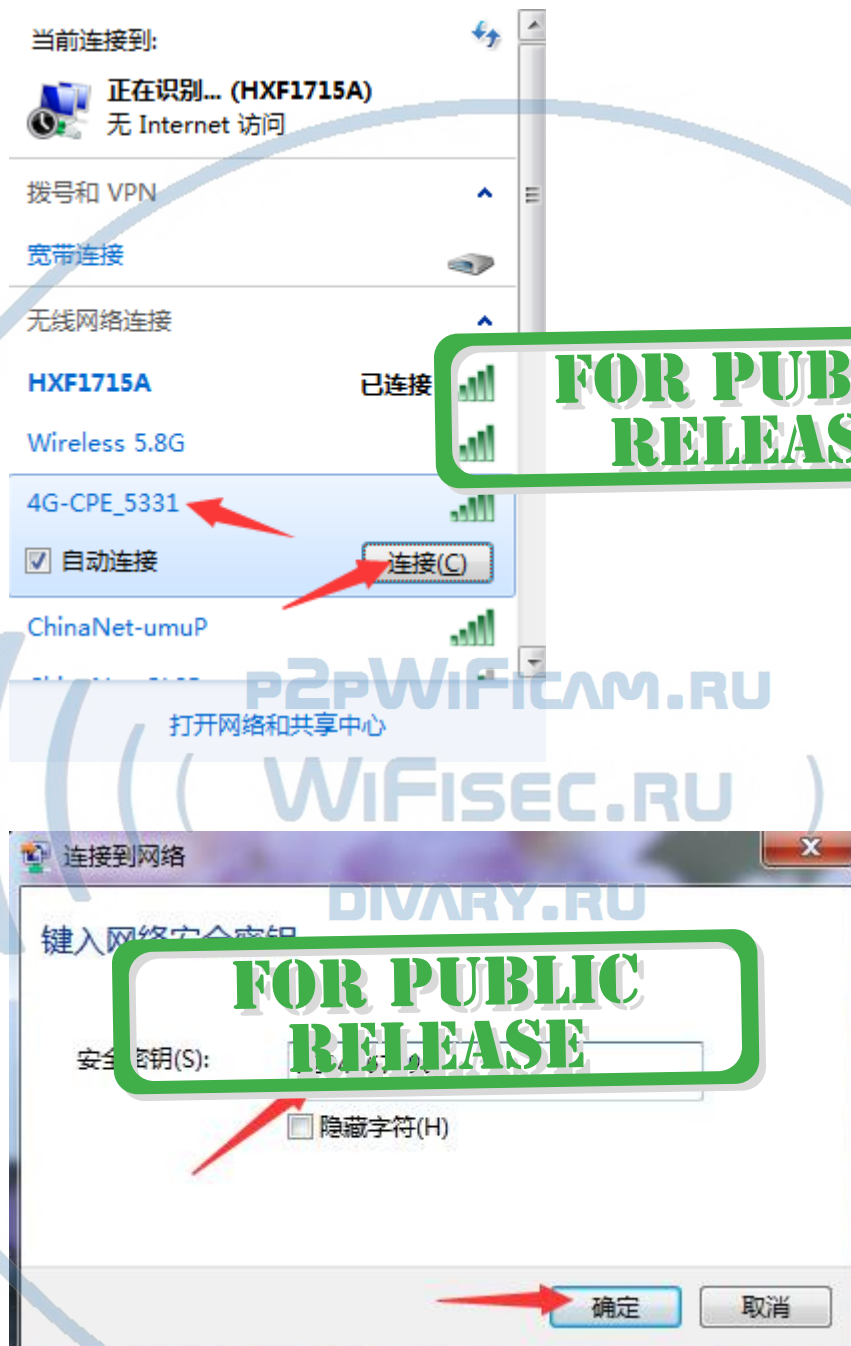 当前连接到:
正在识别... (HXF1715A)
无 Internet 访问
拨号和 VPN
宽带连接
无线网络连接
HXF1715A 已连接
FOR PUB
RELEAS
Wireless 5.8G
4G-CPE_5331
自动连接 连接(C)
ChinaNet-umuP
P2PWIFICAM.RU
打开网络和共享中心
WIFISEC.RU
连接到网络
DIVARY.RU
键入网络安全密钥
FOR PUBLIC
RELEASE
安全密钥(S):
隐藏字符(H)
确定 取消